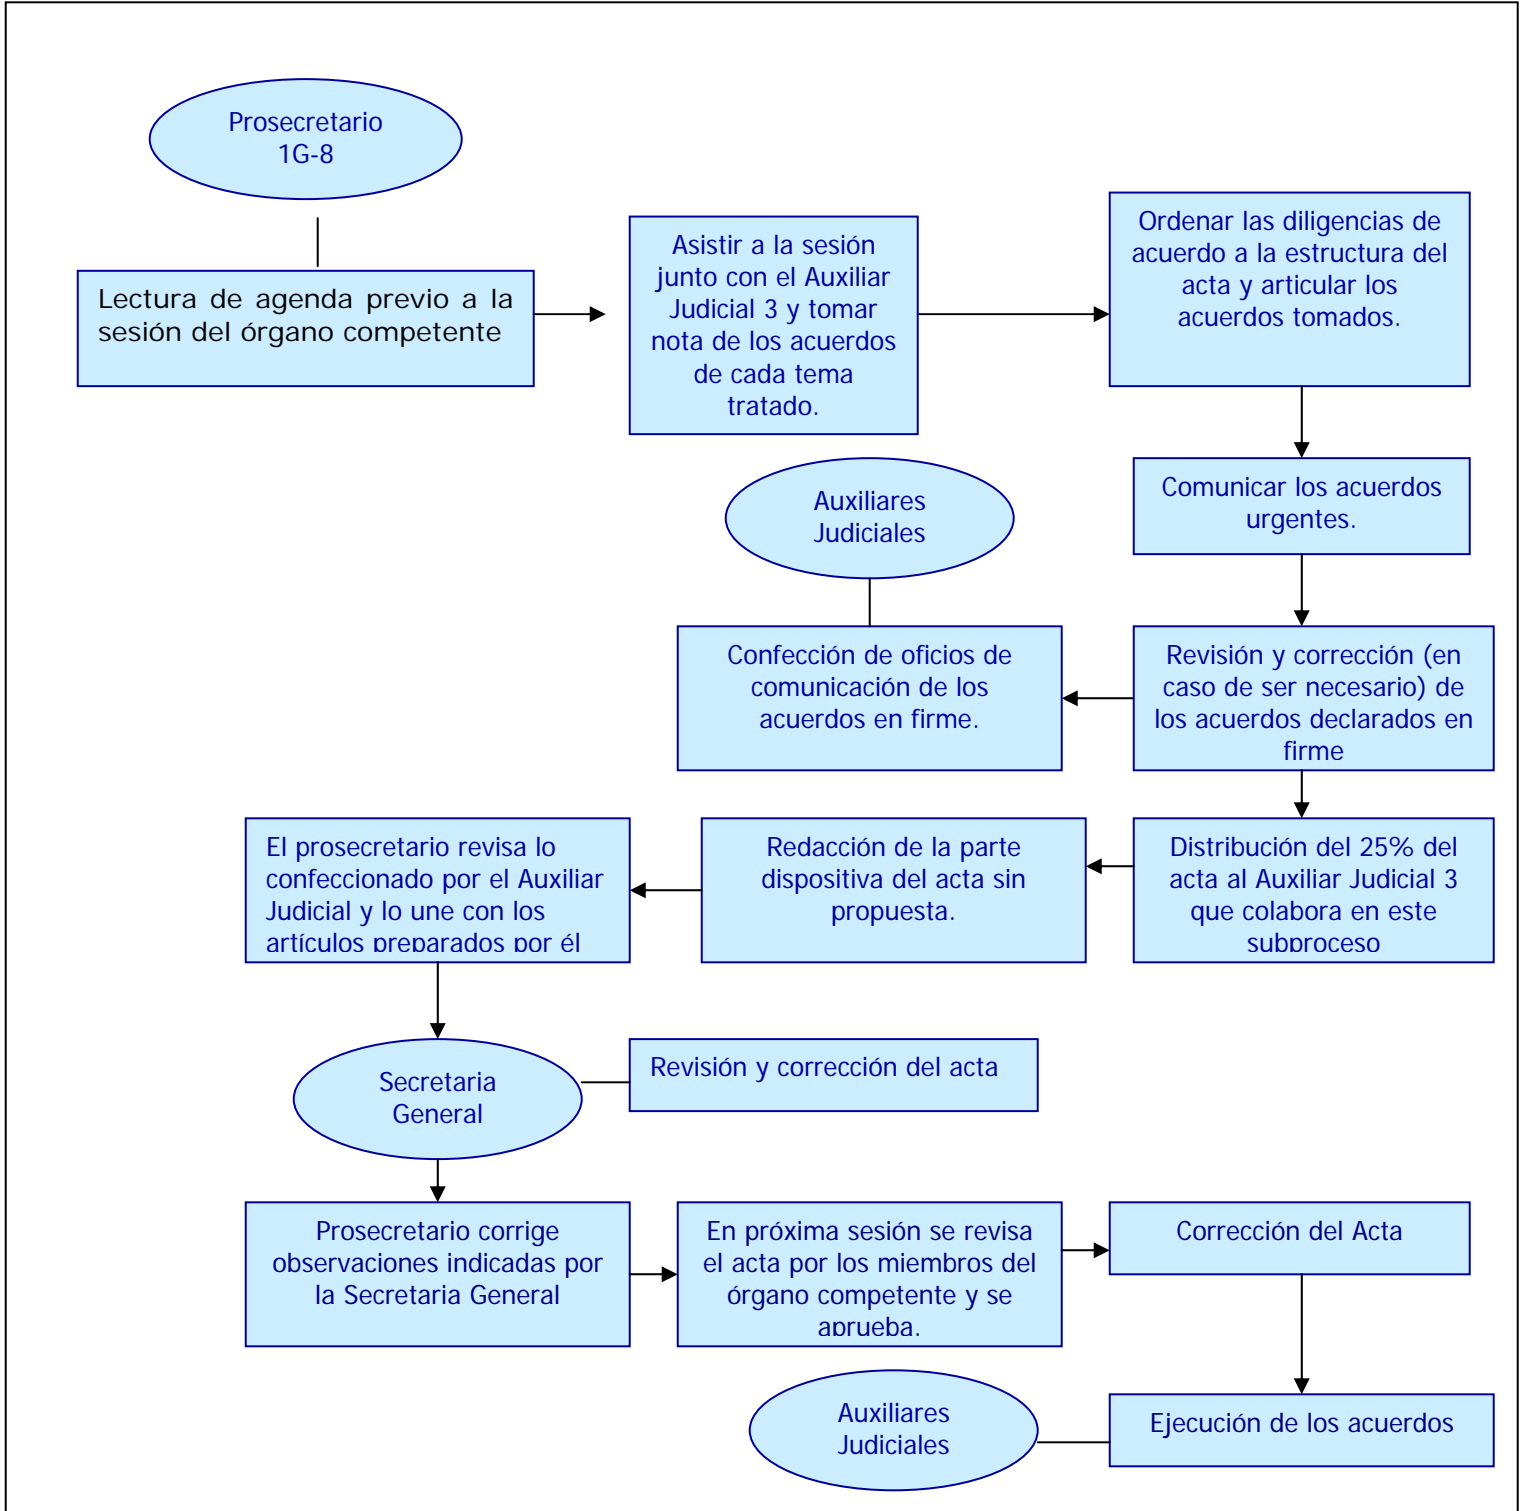 Prosecretario
1G-8
Lectura de agenda previo a la
sesión del órgano competente
Asistir a la sesión
junto con el Auxiliar
Judicial 3 y tomar
nota de los acuerdos
de cada tema
tratado.
Ordenar las diligencias de
acuerdo a la estructura del
acta y articular los
acuerdos tomados.
Comunicar los acuerdos
urgentes.
Auxiliares
Judiciales
Confección de oficios de
comunicación de los
acuerdos en firme.
Revisión y corrección (en
caso de ser necesario) de
los acuerdos declarados en
firme
Distribución del 25% del
acta al Auxiliar Judicial 3
que colabora en este
subproceso
Redacción de la parte
dispositiva del acta sin
propuesta.
El prosecretario revisa lo
confeccionado por el Auxiliar
Judicial y lo une con los
artículos preparados por él
Secretaria
General
Revisión y corrección del acta
Prosecretario corrige
observaciones indicadas por
la Secretaria General
En próxima sesión se revisa
el acta por los miembros del
órgano competente y se
aprueba.
Corrección del Acta
Auxiliares
Judiciales
Ejecución de los acuerdos